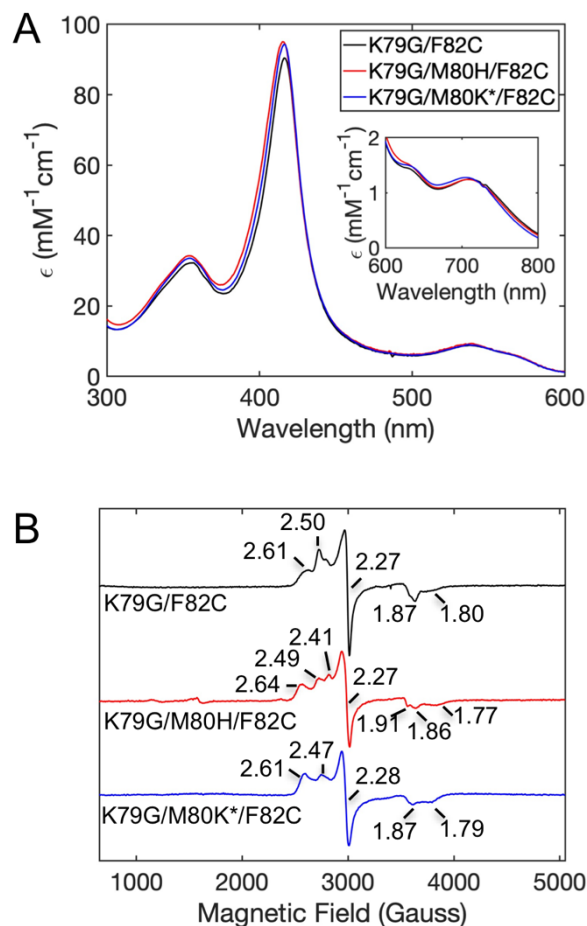 A
K79G/F82C
K79G/M80H/F82C
K79G/M80K*/F82C
100
80
60
40
20
0
ϵ (mM⁻¹cm⁻¹)
300
400
500
600
Wavelength (nm)
2
1
0
ϵ (mM⁻¹cm⁻¹)
600
700
800
Wavelength (nm)
B
2.50
2.61
2.27
1.87
1.80
K79G/F82C
2.41
2.49
2.64
2.27
1.91
1.86
1.77
K79G/M80H/F82C
2.61
2.47
2.28
1.87
1.79
K79G/M80K*/F82C
1000
2000
3000
4000
5000
Magnetic Field (Gauss)